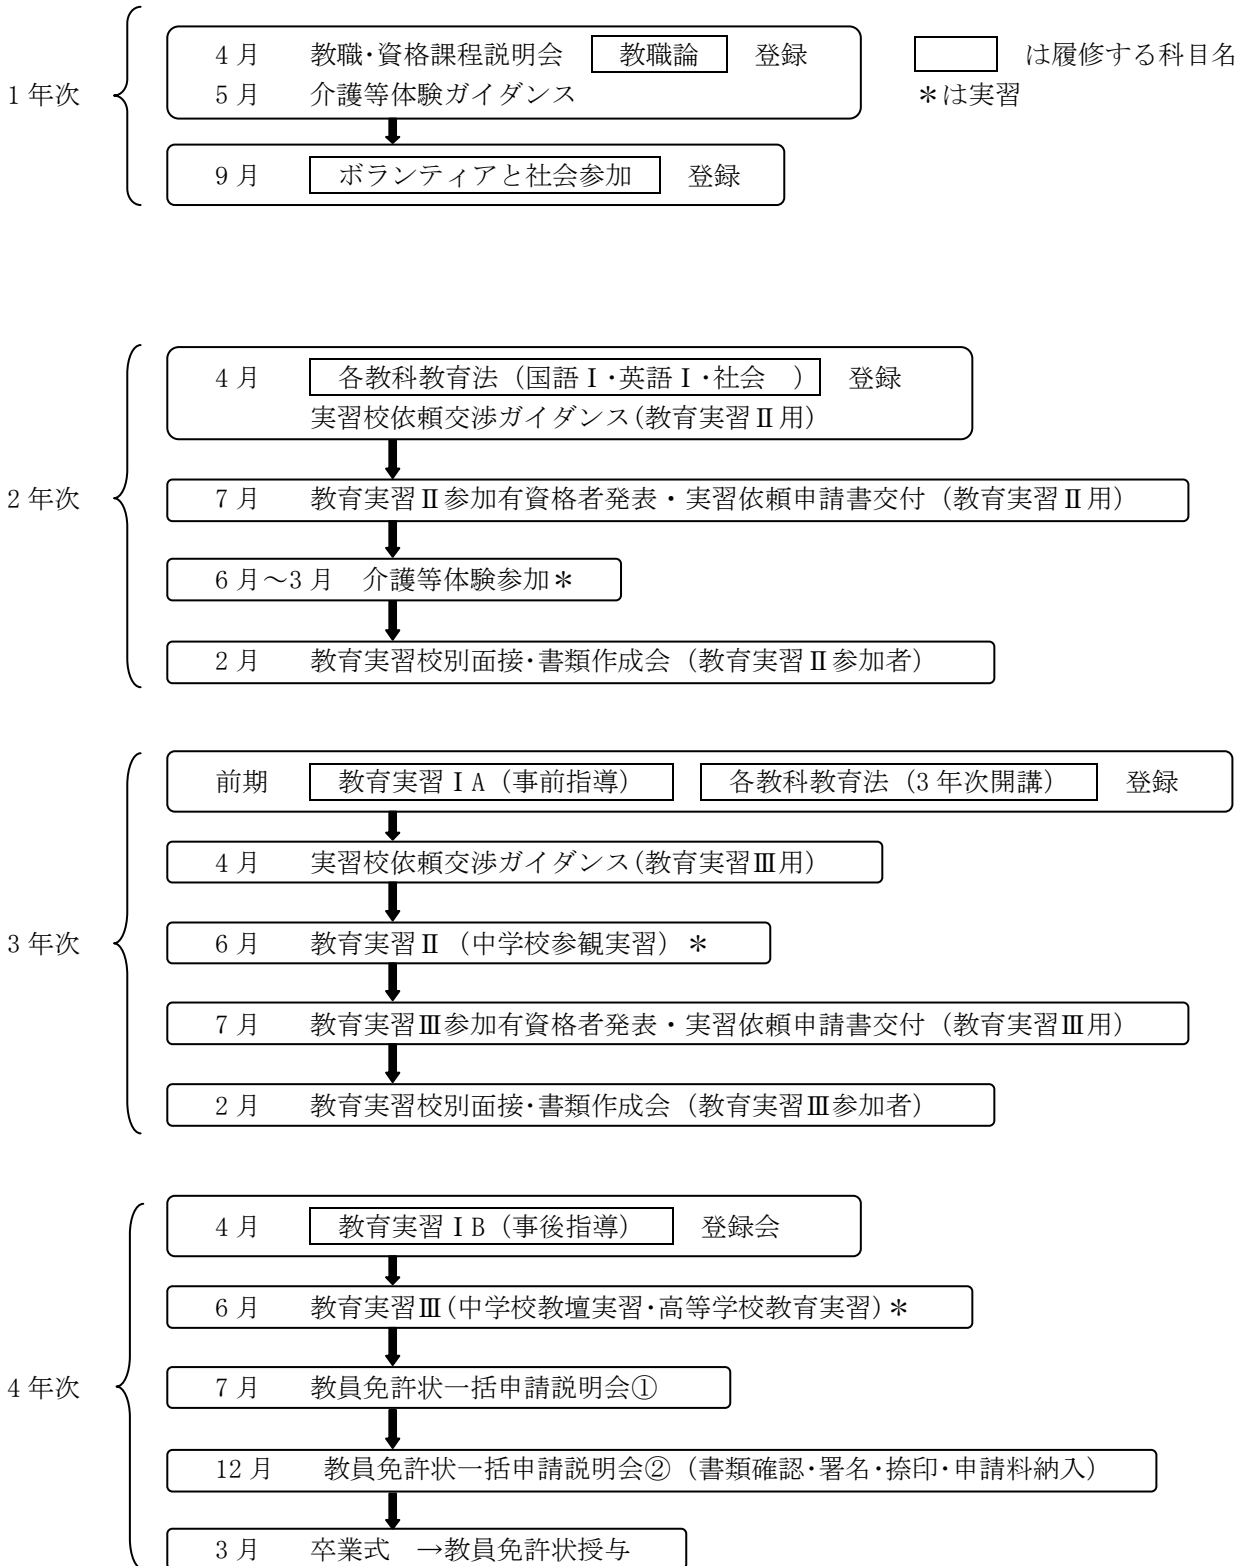 4月 教職・資格課程説明会 教職論 登録
は履修する科目名
1年次
5月 介護等体験ガイダンス
*は実習
9月 ボランティアと社会参加 登録
4月 各教科教育法（国語Ⅰ・英語Ⅰ・社会 ） 登録
実習校依頼交渉ガイダンス(教育実習Ⅱ用)
2年次
7月 教育実習Ⅱ参加有資格者発表・実習依頼申請書交付（教育実習Ⅱ用）
6月～3月 介護等体験参加*
2月 教育実習校別面接・書類作成会（教育実習Ⅱ参加者）
前期 教育実習ⅠA（事前指導） 各教科教育法（3年次開講） 登録
4月 実習校依頼交渉ガイダンス(教育実習Ⅲ用)
3年次
6月 教育実習Ⅱ（中学校参観実習）*
7月 教育実習Ⅲ参加有資格者発表・実習依頼申請書交付（教育実習Ⅲ用）
2月 教育実習校別面接・書類作成会（教育実習Ⅲ参加者）
4月 教育実習ⅠB（事後指導） 登録会
6月 教育実習Ⅲ(中学校教壇実習・高等学校教育実習)*
4年次
7月 教員免許状一括申請説明会①
12月 教員免許状一括申請説明会②（書類確認・署名・捺印・申請料納入）
3月 卒業式 →教員免許状授与